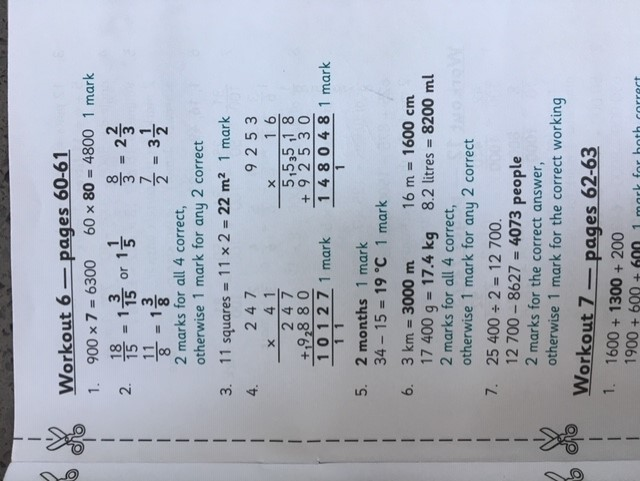 Workout 6 — pages 60-61
1. 900 × 7 = 6300 60 × 80 = 4800 1 mark
2. 18/15 = 1 3/15 or 1 1/5 8/3 = 2 2/3
11/8 = 1 3/8 7/2 = 3 1/2
2 marks for all 4 correct,
otherwise 1 mark for any 2 correct
3. 11 squares = 11 × 2 = 22 m² 1 mark
4. 2 4 7 9 2 5 3
× 4 1 × 1 6
2 4 7 5 1 5 3 5 1 8
+ 9 1 2 8 8 0 + 9 2 5 3 0
1 0 1 2 7 1 mark 1 4 8 0 4 8 1 mark
1 1 1
5. 2 months 1 mark
34 – 15 = 19 °C 1 mark
6. 3 km = 3000 m 16 m = 1600 cm
17 400 g = 17.4 kg 8.2 litres = 8200 ml
2 marks for all 4 correct,
otherwise 1 mark for any 2 correct
7. 25 400 ÷ 2 = 12 700.
12 700 – 8627 = 4073 people
2 marks for the correct answer,
otherwise 1 mark for the correct working
Workout 7 — pages 62-63
1. 1600 + 1300 + 200
1900 + 600 + 600 1 mark for both correct